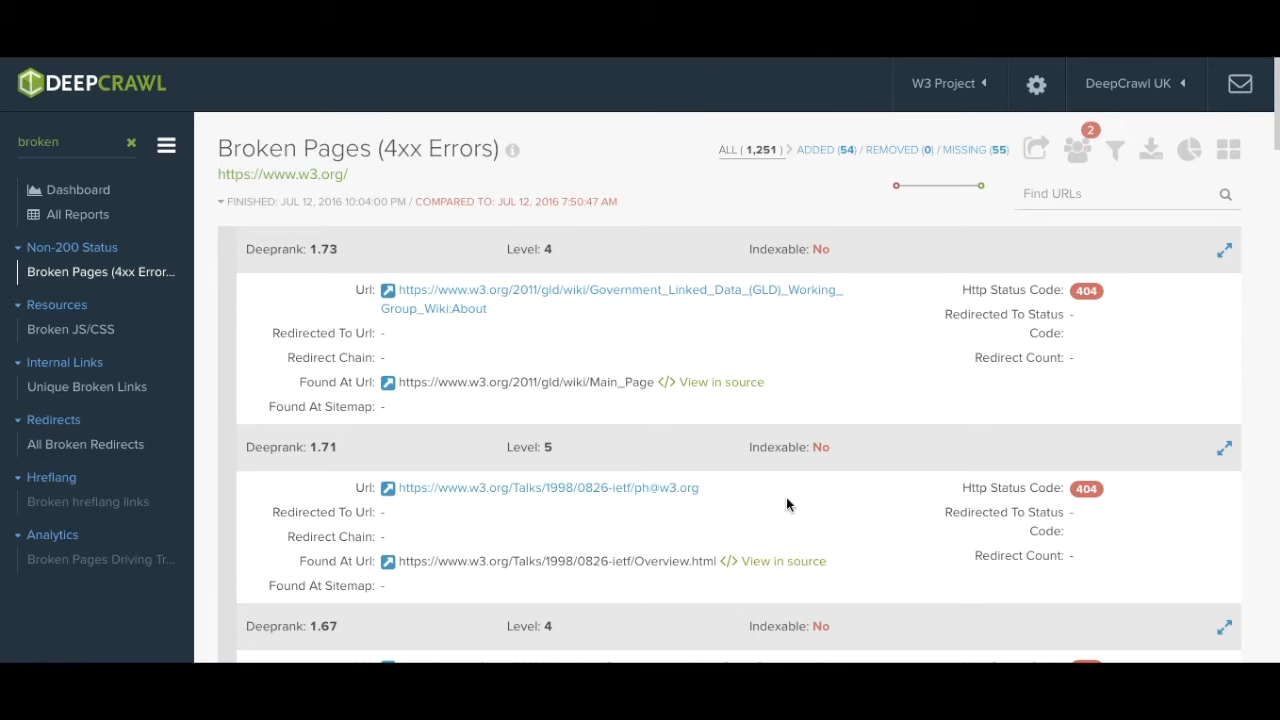 DEEPCRAWL
W3 Project
DeepCrawl UK
broken
Dashboard
All Reports
Non-200 Status
Broken Pages (4xx Error...
Resources
Broken JS/CSS
Internal Links
Unique Broken Links
Redirects
All Broken Redirects
Hreflang
Broken hreflang links
Analytics
Broken Pages Driving Tr...
Broken Pages (4xx Errors)
ALL ( 1,251 ) ADDED (54) / REMOVED (0) / MISSING (55)
2
https://www.w3.org/
Find URLs
FINISHED: JUL 12, 2016 10:04:00 PM / COMPARED TO: JUL 12, 2016 7:50:47 AM
Deeprank: 1.73 Level: 4 Indexable: No
Url: https://www.w3.org/2011/gld/wiki/Government_Linked_Data_(GLD)_Working_
Group_Wiki:About
Redirected To Url: -
Redirect Chain: -
Found At Url: https://www.w3.org/2011/gld/wiki/Main_Page </> View in source
Found At Sitemap: -
Http Status Code: 404
Redirected To Status -
Code:
Redirect Count: -
Deeprank: 1.71 Level: 5 Indexable: No
Url: https://www.w3.org/Talks/1998/0826-ietf/ph@w3.org
Redirected To Url: -
Redirect Chain: -
Found At Url: https://www.w3.org/Talks/1998/0826-ietf/Overview.html </> View in source
Found At Sitemap: -
Http Status Code: 404
Redirected To Status -
Code:
Redirect Count: -
Deeprank: 1.67 Level: 4 Indexable: No